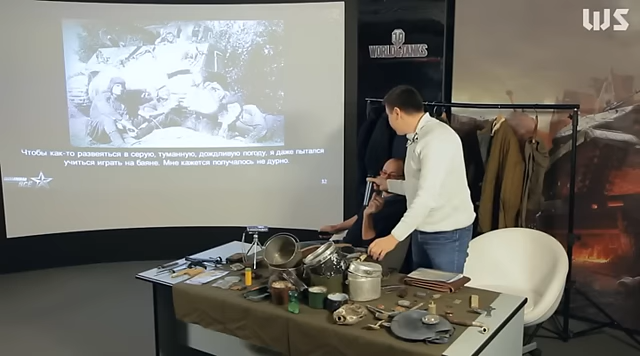 WS
WORLD OF TANKS
Чтобы как-то развеяться в серую, туманную, дождливую погоду, я даже пытался
учиться играть на баяне. Мне кажется получалось не дурно.